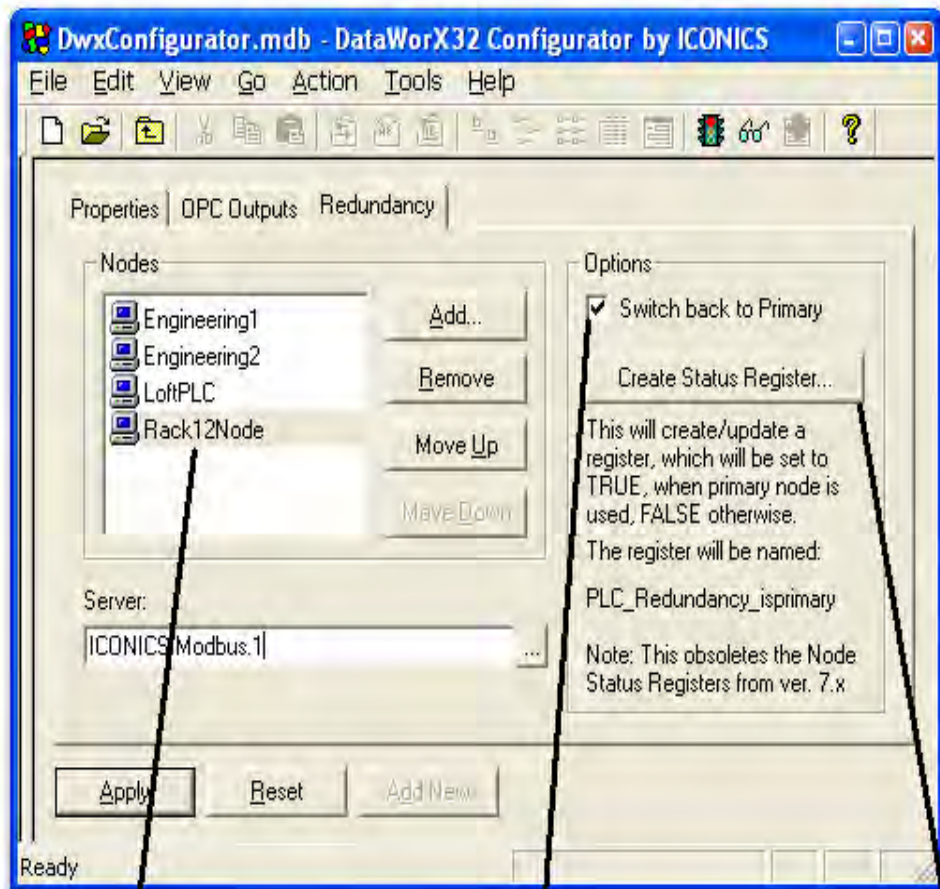 DwxConfigurator.mdb - DataWorX32 Configurator by ICONICS
File Edit View Go Action Tools Help
Properties OPC Outputs Redundancy
Nodes
Engineering1
Engineering2
LoftPLC
Rack12Node
Add...
Remove
Move Up
Move Down
Server:
ICONICS.Modbus.1
...
Options
Switch back to Primary
Create Status Register...
This will create/update a
register, which will be set to
TRUE, when primary node is
used, FALSE otherwise.
The register will be named:
PLC_Redundancy_isprimary
Note: This obsoletes the Node
Status Registers from ver. 7.x
Apply Reset Add New
Ready